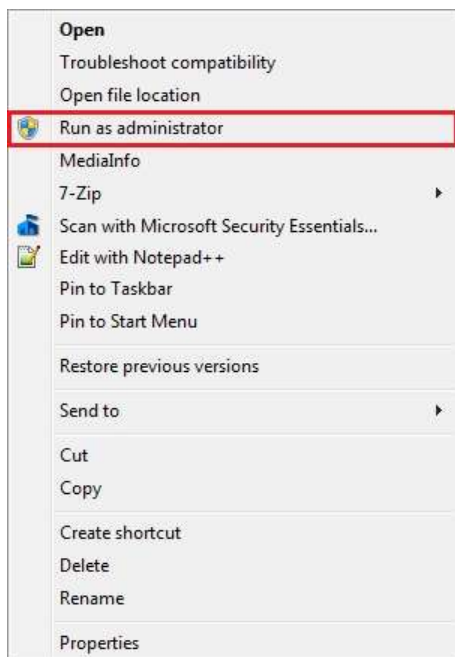 Open
Troubleshoot compatibility
Open file location
Run as administrator
MediaInfo
7-Zip
Scan with Microsoft Security Essentials...
Edit with Notepad++
Pin to Taskbar
Pin to Start Menu
Restore previous versions
Send to
Cut
Copy
Create shortcut
Delete
Rename
Properties